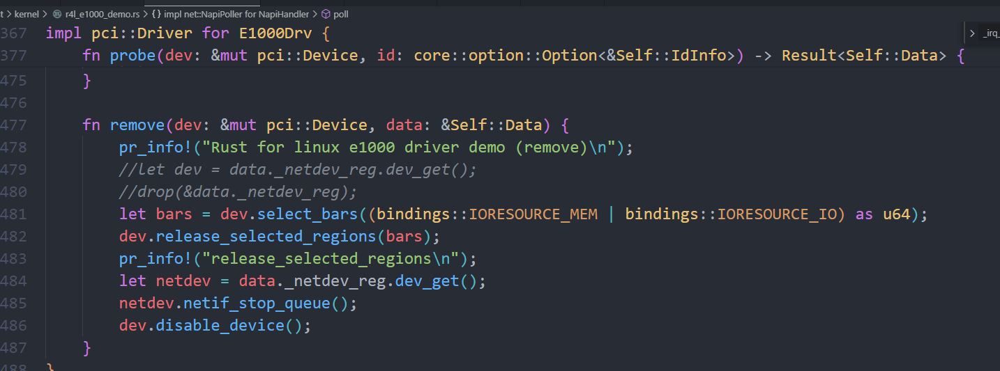 t > kernel > r4l_e1000_demo.rs > {} impl net::NapiPoller for NapiHandler > poll
367 impl pci::Driver for E1000Drv {
> _irq_
377     fn probe(dev: &mut pci::Device, id: core::option::Option<&Self::IdInfo>) -> Result<Self::Data> {
475     }
476
477     fn remove(dev: &mut pci::Device, data: &Self::Data) {
478         pr_info!("Rust for linux e1000 driver demo (remove)\n");
479         //let dev = data._netdev_reg.dev_get();
480         //drop(&data._netdev_reg);
481         let bars = dev.select_bars((bindings::IORESOURCE_MEM | bindings::IORESOURCE_IO) as u64);
482         dev.release_selected_regions(bars);
483         pr_info!("release_selected_regions\n");
484         let netdev = data._netdev_reg.dev_get();
485         netdev.netif_stop_queue();
486         dev.disable_device();
487     }
488 }